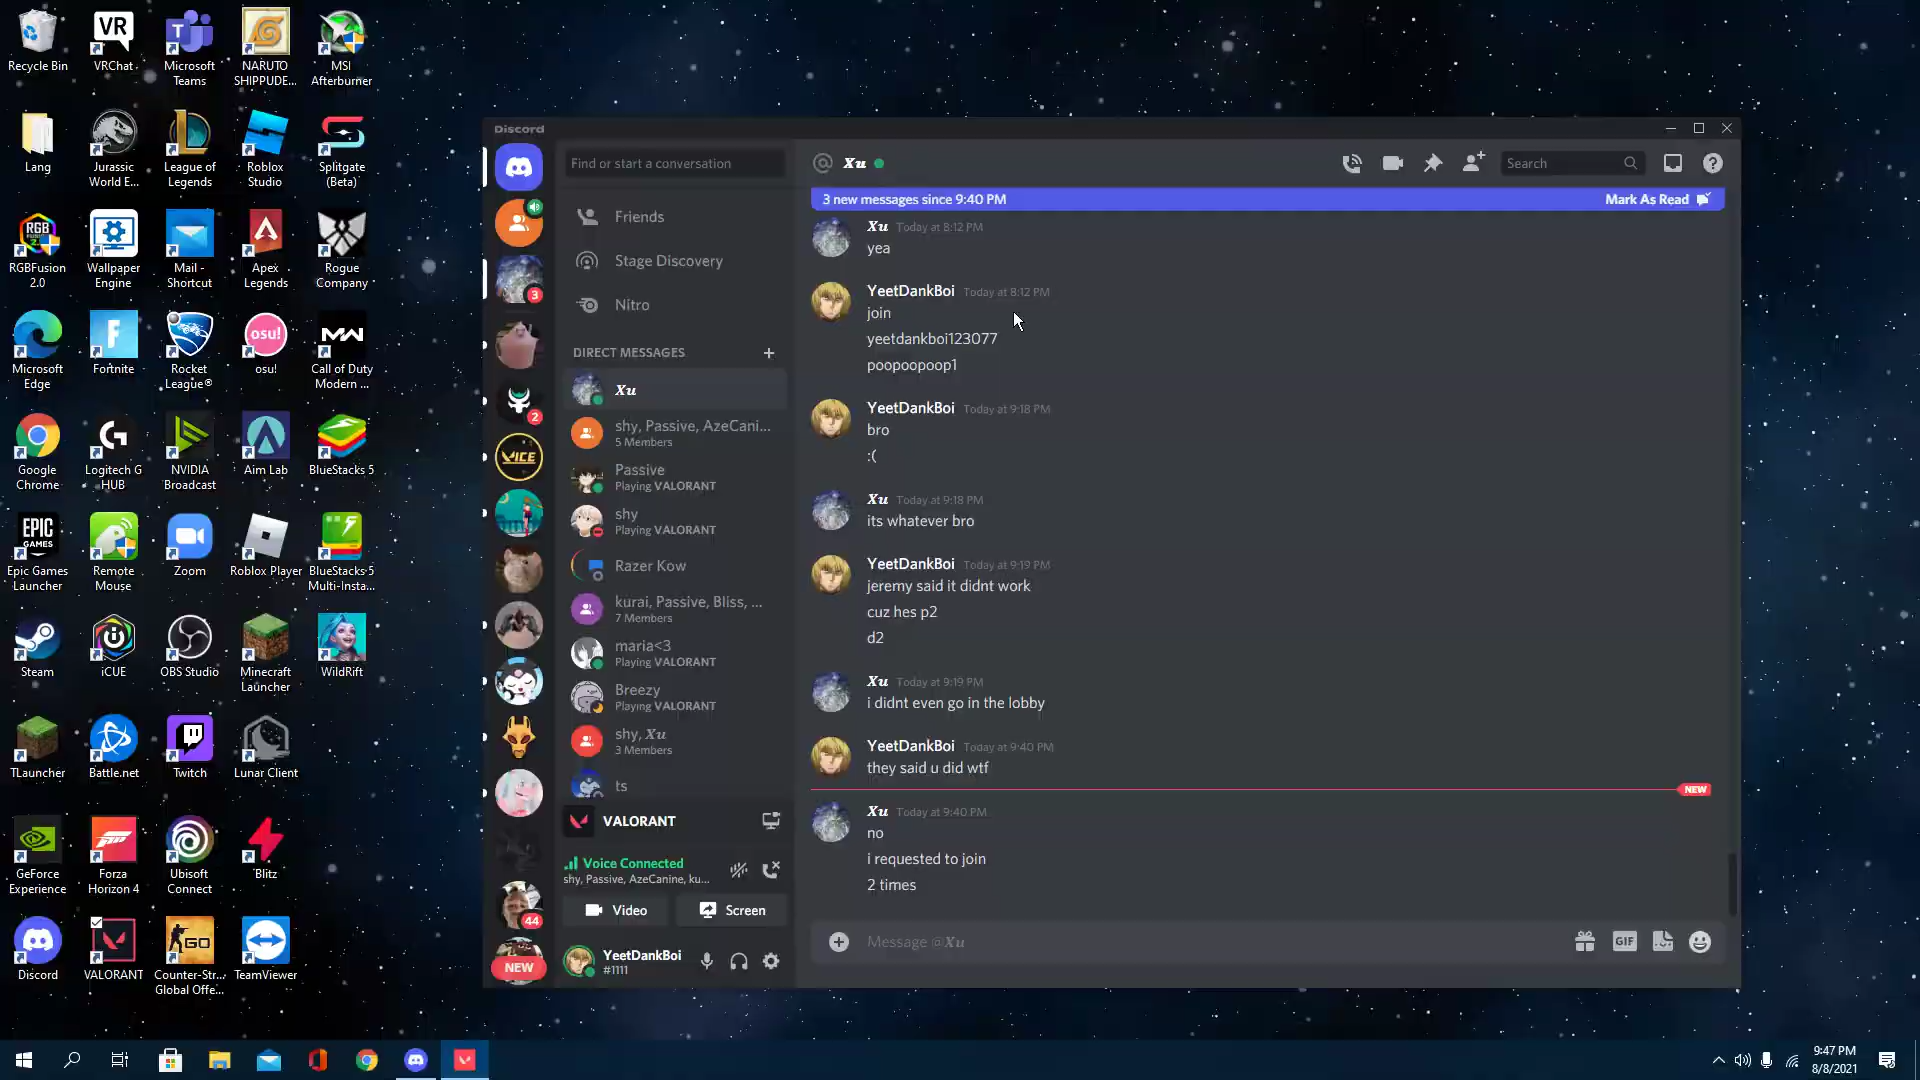 Recycle Bin
VRChat
Microsoft
Teams
NARUTO
SHIPPUDE...
MSI
Afterburner
Lang
Jurassic
World E...
League of
Legends
Roblox
Studio
Splitgate
(Beta)
RGBFusion
2.0
Wallpaper
Engine
Mail -
Shortcut
Apex
Legends
Rogue
Company
Microsoft
Edge
Fortnite
Rocket
League®
osu!
Call of Duty
Modern ...
Google
Chrome
Logitech G
HUB
NVIDIA
Broadcast
Aim Lab
BlueStacks 5
Epic Games
Launcher
Remote
Mouse
Zoom
Roblox Player
BlueStacks 5
Multi-Insta...
Steam
iCUE
OBS Studio
Minecraft
Launcher
WildRift
TLauncher
Battle.net
Twitch
Lunar Client
GeForce
Experience
Forza
Horizon 4
Ubisoft
Connect
Blitz
Discord
VALORANT
Counter-Str...
Global Offe...
TeamViewer
VR
RGB
osu!
MW
EPIC
GAMES
GO
Discord
3
2
VICE
44
NEW
Find or start a conversation
Friends
Stage Discovery
Nitro
DIRECT MESSAGES
Xu
shy, Passive, AzeCani...
5 Members
Passive
Playing VALORANT
shy
Playing VALORANT
Razer Kow
kurai, Passive, Bliss, ...
7 Members
maria<3
Playing VALORANT
Breezy
Playing VALORANT
shy, Xu
3 Members
ts
VALORANT
Voice Connected
shy, Passive, AzeCanine, ku...
Video
Screen
YeetDankBoi
#1111
@ Xu
Search
3 new messages since 9:40 PM
Mark As Read
Xu Today at 8:12 PM
yea
YeetDankBoi Today at 8:12 PM
join
yeetdankboi123077
poopoopoop1
YeetDankBoi Today at 9:18 PM
bro
:(
Xu Today at 9:18 PM
its whatever bro
YeetDankBoi Today at 9:19 PM
jeremy said it didnt work
cuz hes p2
d2
Xu Today at 9:19 PM
i didnt even go in the lobby
YeetDankBoi Today at 9:40 PM
they said u did wtf
NEW
Xu Today at 9:40 PM
no
i requested to join
2 times
Message @Xu
GIF
9:47 PM
8/8/2021